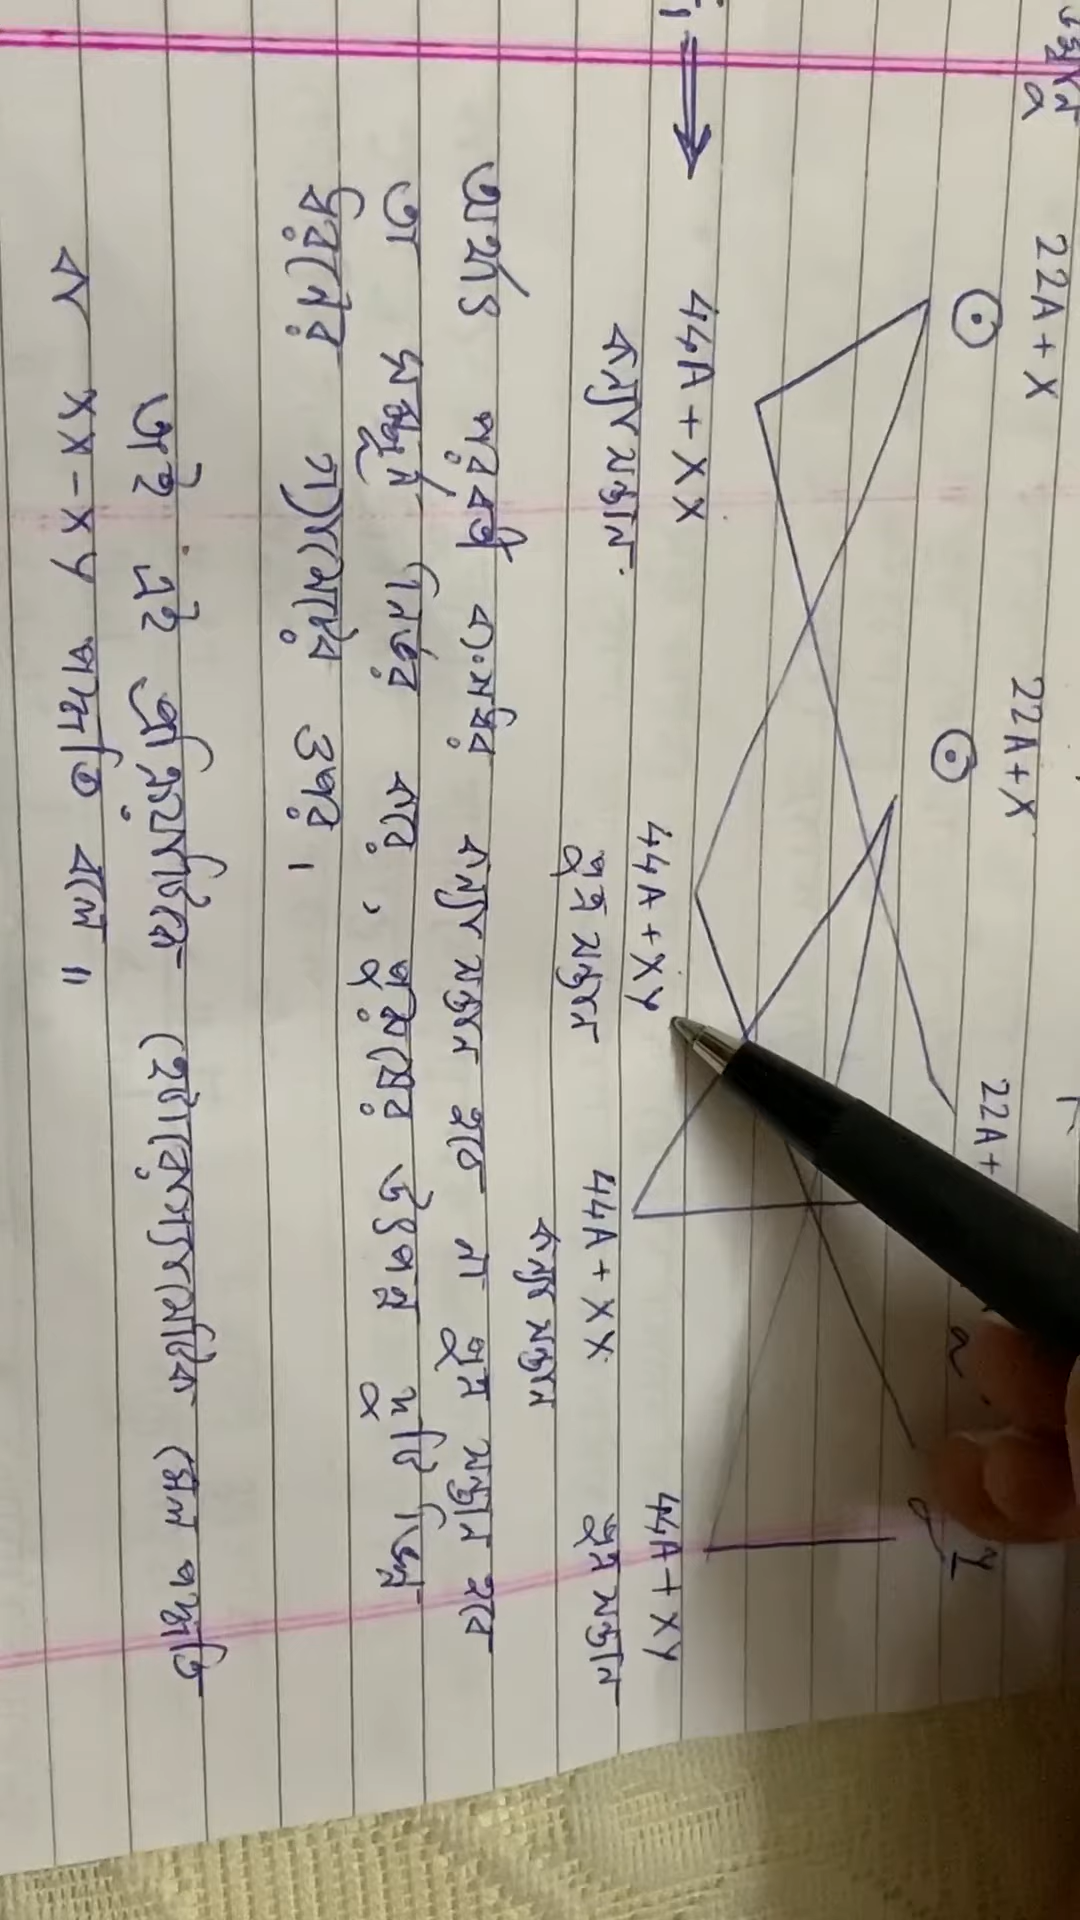 22A + X 22A+X 22A+
F₁ ⇒ 44A + XX 44A + XY 44A + XX 44A + XY
কন্যা সন্তান পুত্র সন্তান কন্যা সন্তান পুত্র সন্তান
অর্থাৎ পরবর্তী বংশধর কন্যা সন্তান হবে না পুত্র সন্তান হবে
তা সম্পূর্ণ নির্ভর করে, পুরুষের উৎপন্ন দুটি ভিন্ন
ধরনের গ্যামেটের উপর।
তাই এই প্রক্রিয়াটিকে হেটারোগ্যামেটিক মেল পদ্ধতি
বা XX - XY পদ্ধতি বলে "